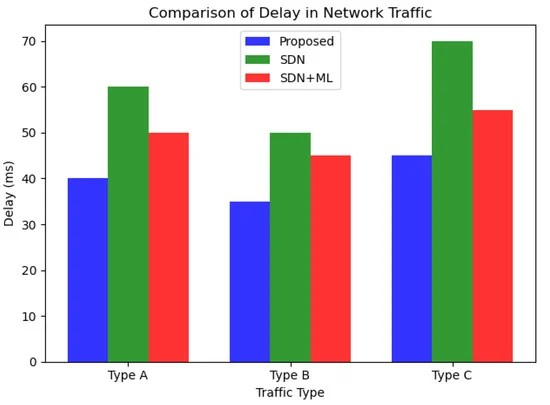 Comparison of Delay in Network Traffic
Proposed
SDN
SDN+ML
Delay (ms)
70
60
50
40
30
20
10
0
Type A
Type B
Type C
Traffic Type